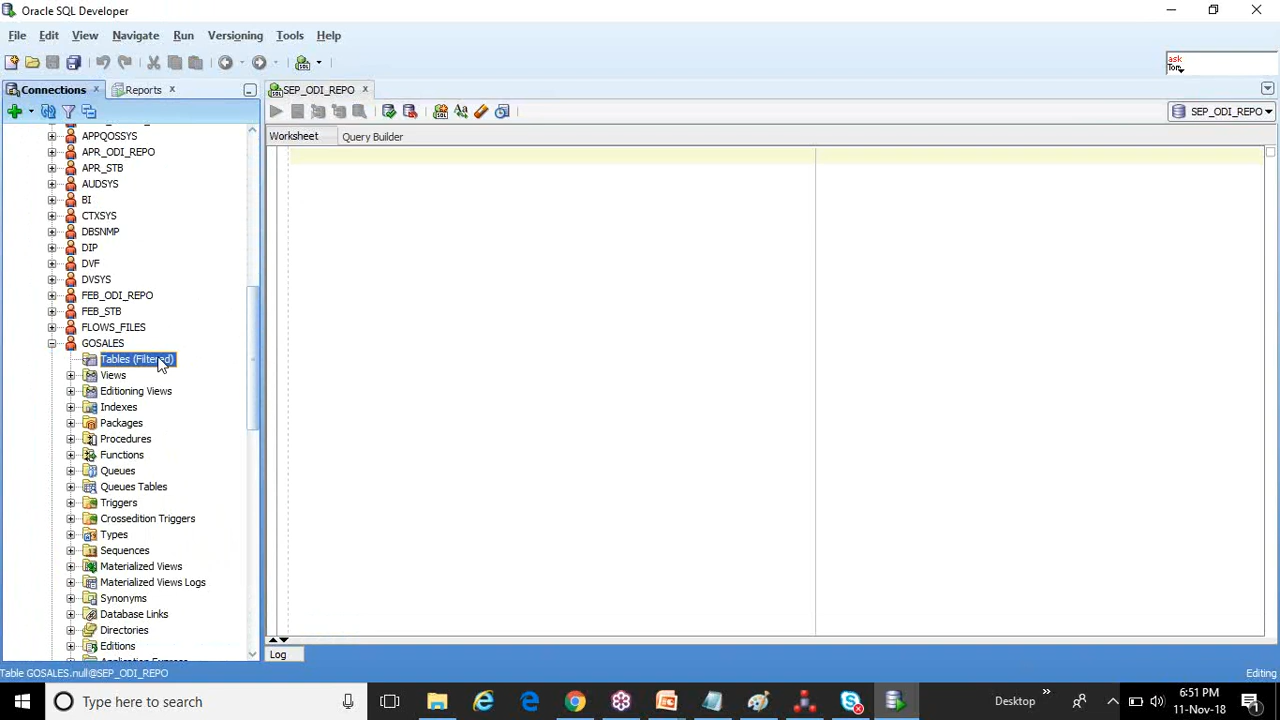 Oracle SQL Developer
File Edit View Navigate Run Versioning Tools Help
ask
Tom
Connections Reports SEP_ODI_REPO
SEP_ODI_REPO
Worksheet Query Builder
APPQOSSYS
APR_ODI_REPO
APR_STB
AUDSYS
BI
CTXSYS
DBSNMP
DIP
DVF
DVSYS
FEB_ODI_REPO
FEB_STB
FLOWS_FILES
GOSALES
Tables (Filtered)
Views
Editioning Views
Indexes
Packages
Procedures
Functions
Queues
Queues Tables
Triggers
Crossedition Triggers
Types
Sequences
Materialized Views
Materialized Views Logs
Synonyms
Database Links
Directories
Editions
Application Express
Log
Table GOSALES.null@SEP_ODI_REPO Editing
Type here to search Desktop 6:51 PM
11-Nov-18